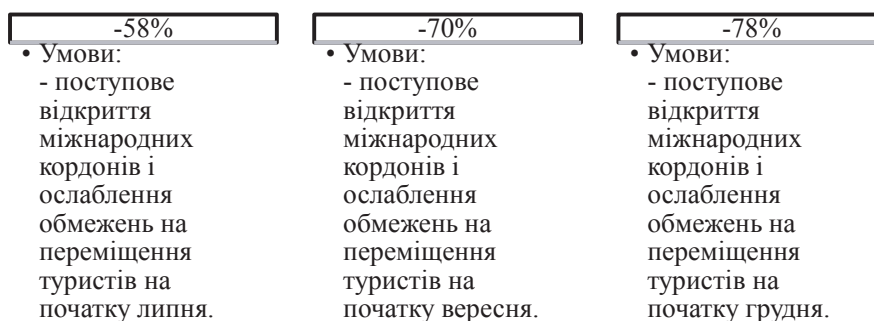 -58%
• Умови:
- поступове
відкриття
міжнародних
кордонів і
ослаблення
обмежень на
переміщення
туристів на
початку липня.
-70%
• Умови:
- поступове
відкриття
міжнародних
кордонів і
ослаблення
обмежень на
переміщення
туристів на
початку вересня.
-78%
• Умови:
- поступове
відкриття
міжнародних
кордонів і
ослаблення
обмежень на
переміщення
туристів на
початку грудня.